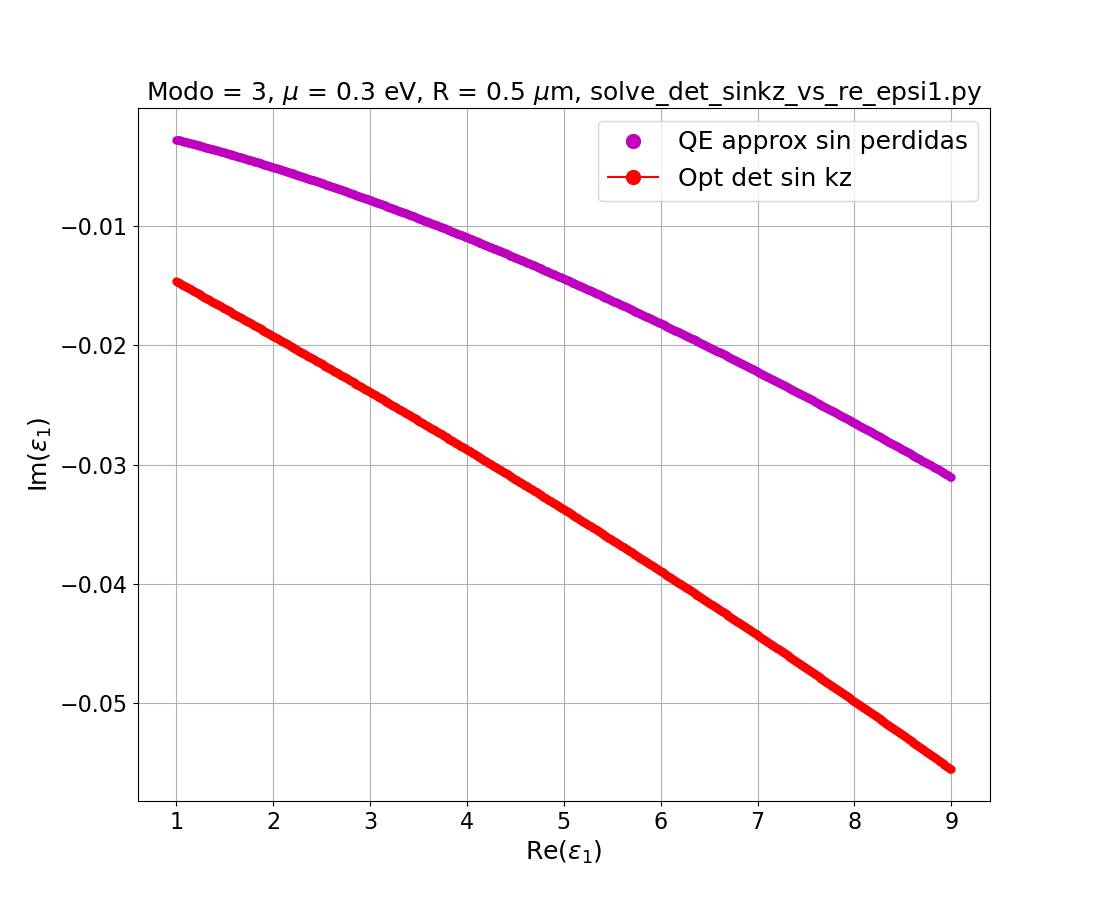 Modo = 3, μ = 0.3 eV, R = 0.5 μm, solve_det_sinkz_vs_re_epsi1.py
QE approx sin perdidas
Opt det sin kz
−0.01
−0.02
−0.03
−0.04
−0.05
Im(ε₁)
1 2 3 4 5 6 7 8 9
Re(ε₁)